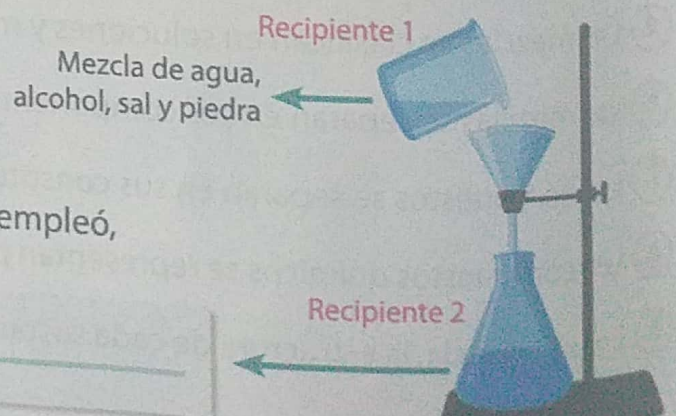 Recipiente 1
Mezcla de agua,
alcohol, sal y piedra
empleó,
Recipiente 2